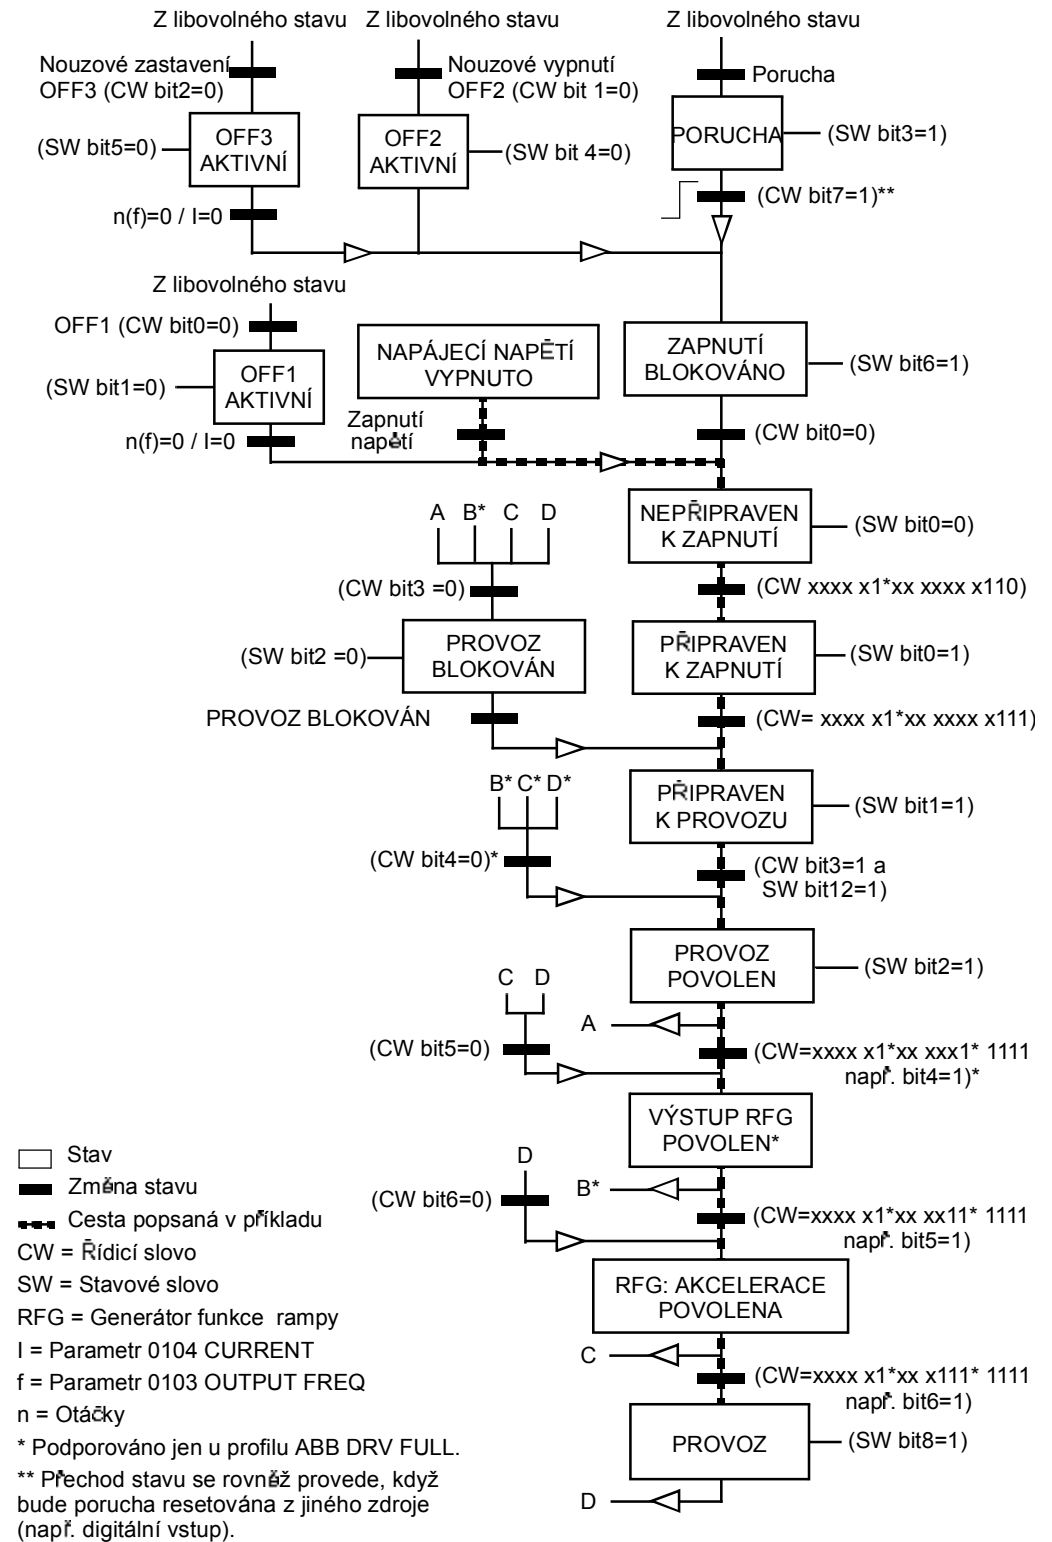 Z libovolného stavu Z libovolného stavu Z libovolného stavu
Nouzové zastavení
OFF3 (CW bit2=0)
Nouzové vypnutí
OFF2 (CW bit 1=0)
Porucha
(SW bit5=0)
OFF3
AKTIVNÍ
OFF2
AKTIVNÍ
(SW bit 4=0)
PORUCHA
(SW bit3=1)
n(f)=0 / I=0
(CW bit7=1)**
Z libovolného stavu
OFF1 (CW bit0=0)
(SW bit1=0)
OFF1
AKTIVNÍ
NAPÁJECÍ NAPĚTÍ
VYPNUTO
ZAPNUTÍ
BLOKOVÁNO
(SW bit6=1)
n(f)=0 / I=0
Zapnutí
napětí
(CW bit0=0)
A B* C D
NEPŘIPRAVEN
K ZAPNUTÍ
(SW bit0=0)
(CW bit3 =0)
(CW xxxx x1*xx xxxx x110)
(SW bit2 =0)
PROVOZ
BLOKOVÁN
PŘIPRAVEN
K ZAPNUTÍ
(SW bit0=1)
PROVOZ BLOKOVÁN
(CW= xxxx x1*xx xxxx x111)
B* C* D*
PŘIPRAVEN
K PROVOZU
(SW bit1=1)
(CW bit4=0)*
(CW bit3=1 a
SW bit12=1)
PROVOZ
POVOLEN
(SW bit2=1)
C D
A
(CW bit5=0)
(CW=xxxx x1*xx xxx1* 1111
např. bit4=1)*
VÝSTUP RFG
POVOLEN*
D
B*
(CW bit6=0)
(CW=xxxx x1*xx xx11* 1111
např. bit5=1)
RFG: AKCELERACE
POVOLENA
C
(CW=xxxx x1*xx x111* 1111
např. bit6=1)
PROVOZ
(SW bit8=1)
D
Stav
Změna stavu
Cesta popsaná v příkladu
CW = Řídicí slovo
SW = Stavové slovo
RFG = Generátor funkce rampy
I = Parametr 0104 CURRENT
f = Parametr 0103 OUTPUT FREQ
n = Otáčky
* Podporováno jen u profilu ABB DRV FULL.
** Přechod stavu se rovněž provede, když
bude porucha resetována z jiného zdroje
(např. digitální vstup).